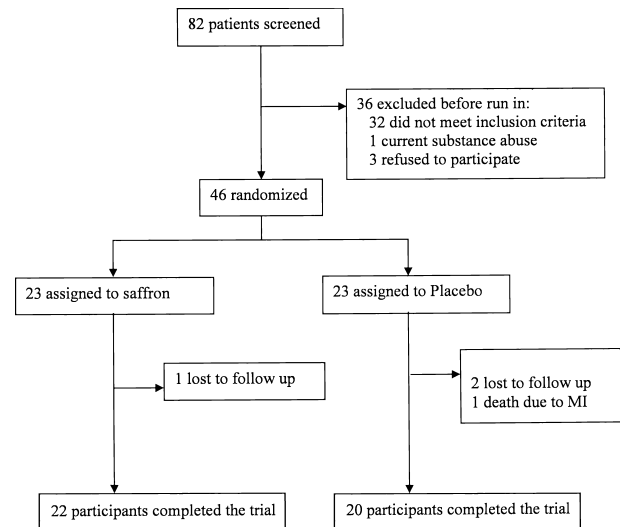 82 patients screened
36 excluded before run in:
32 did not meet inclusion criteria
1 current substance abuse
3 refused to participate
46 randomized
23 assigned to saffron
23 assigned to Placebo
1 lost to follow up
2 lost to follow up
1 death due to MI
22 participants completed the trial
20 participants completed the trial